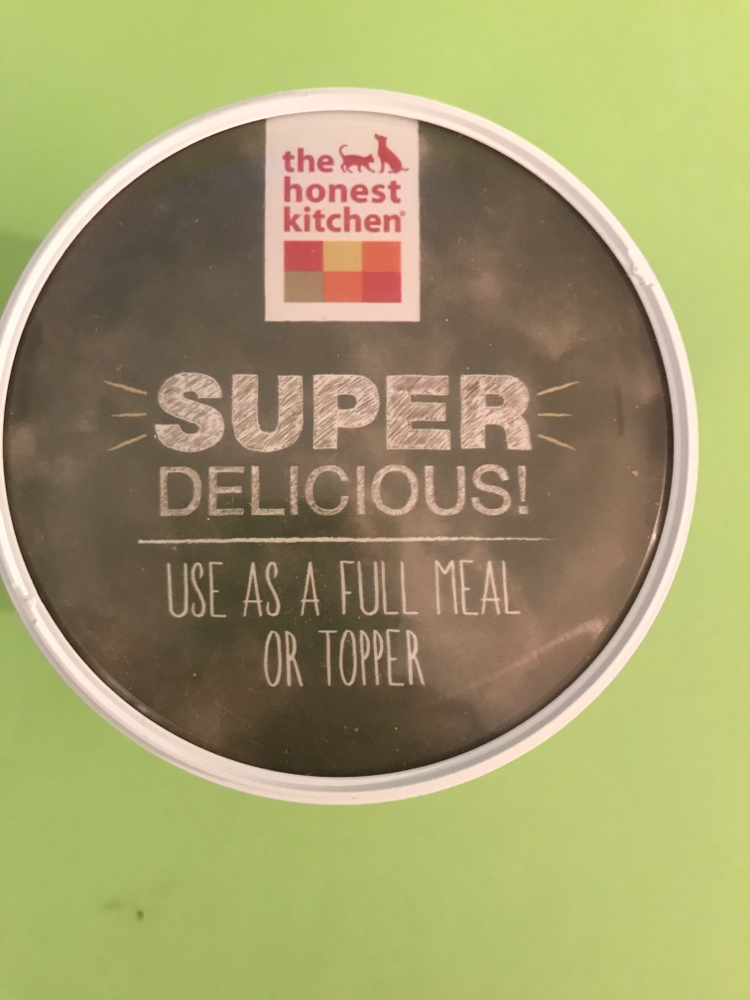 the
honest
kitchen®
SUPER
DELICIOUS!
USE AS A FULL MEAL
OR TOPPER